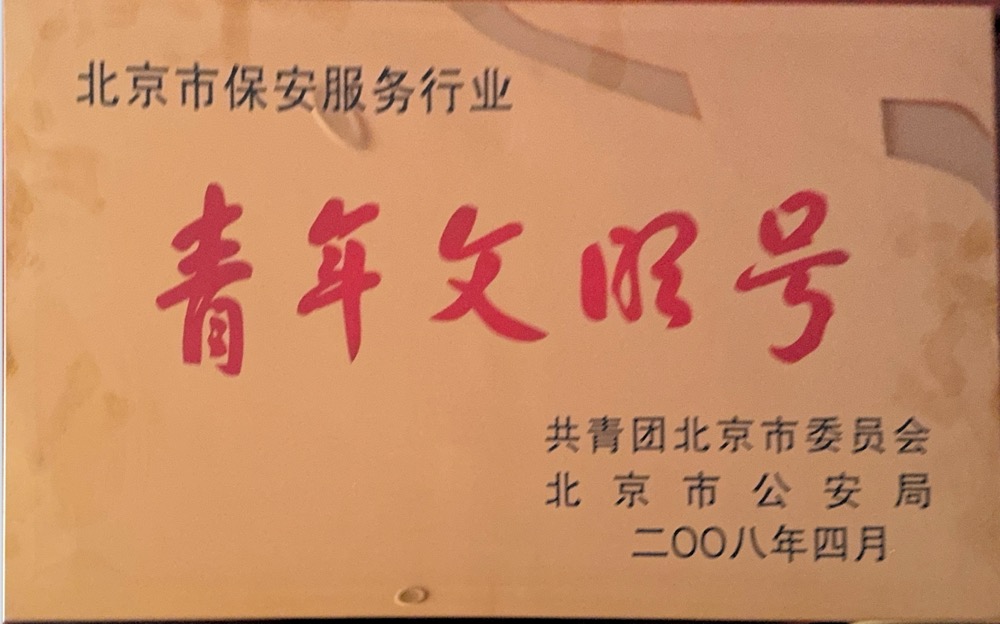 北京市保安服务行业
青年文明号
共青团北京市委员会
北京市公安局
二〇〇八年四月